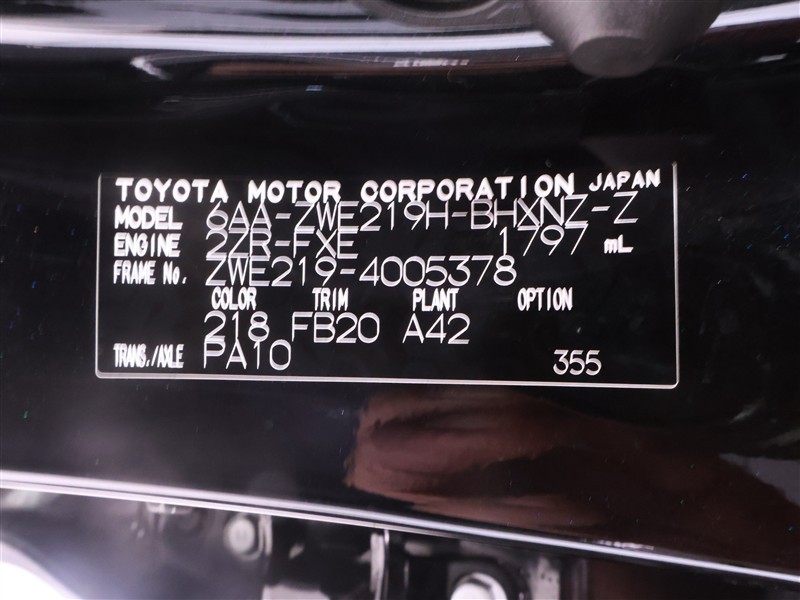 TOYOTA MOTOR CORPORATION JAPAN
MODEL 6AA-ZWE219H-BHXNZ-Z
ENGINE 2ZR-FXE 1797 mL
FRAME No. ZWE219-4005378
COLOR TRIM PLANT OPTION
218 FB20 A42
TRANS./AXLE PA10 355